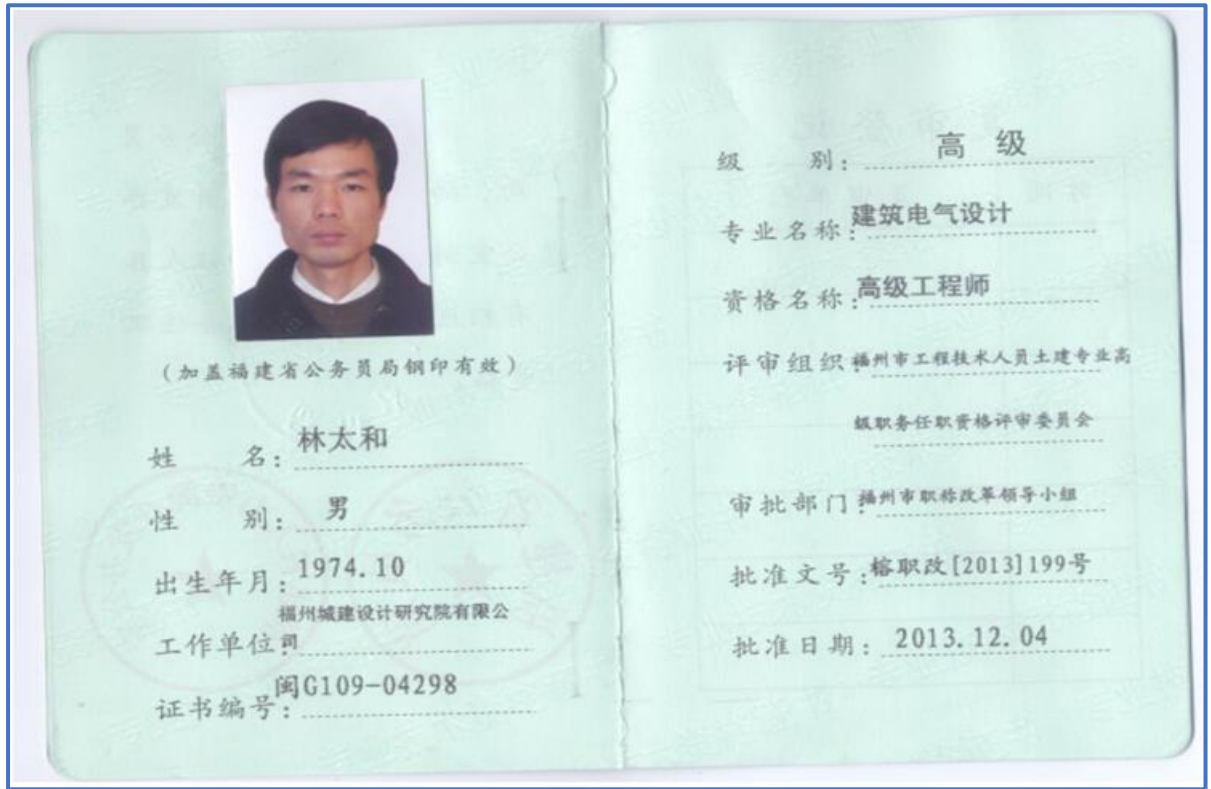 (加盖福建省公务员局钢印有效)
姓 名: 林太和
性 别: 男
出生年月: 1974.10
福州城建设计研究院有限公
工作单位: 司
证书编号: 闽G109-04298
级 别: 高 级
专业名称: 建筑电气设计
资格名称: 高级工程师
评审组织: 福州市工程技术人员土建专业高
级职务任职资格评审委员会
审批部门: 福州市职称改革领导小组
批准文号: 榕职改[2013]199号
批准日期: 2013.12.04